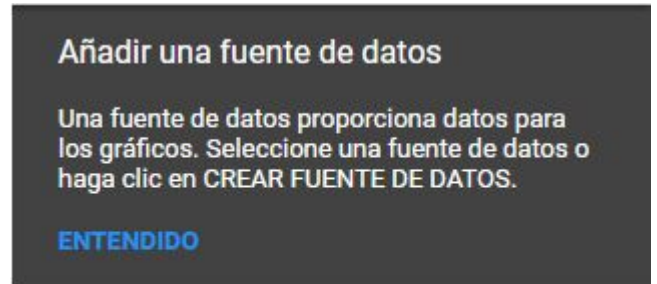 Añadir una fuente de datos
Una fuente de datos proporciona datos para
los gráficos. Seleccione una fuente de datos o
haga clic en CREAR FUENTE DE DATOS.
ENTENDIDO